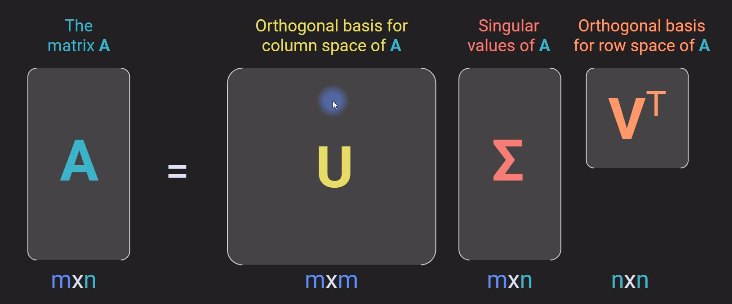 The
matrix A
Orthogonal basis for
column space of A
Singular
values of A
Orthogonal basis
for row space of A
A
=
U
Σ
Vᵀ
mxn
mxm
mxn
nxn